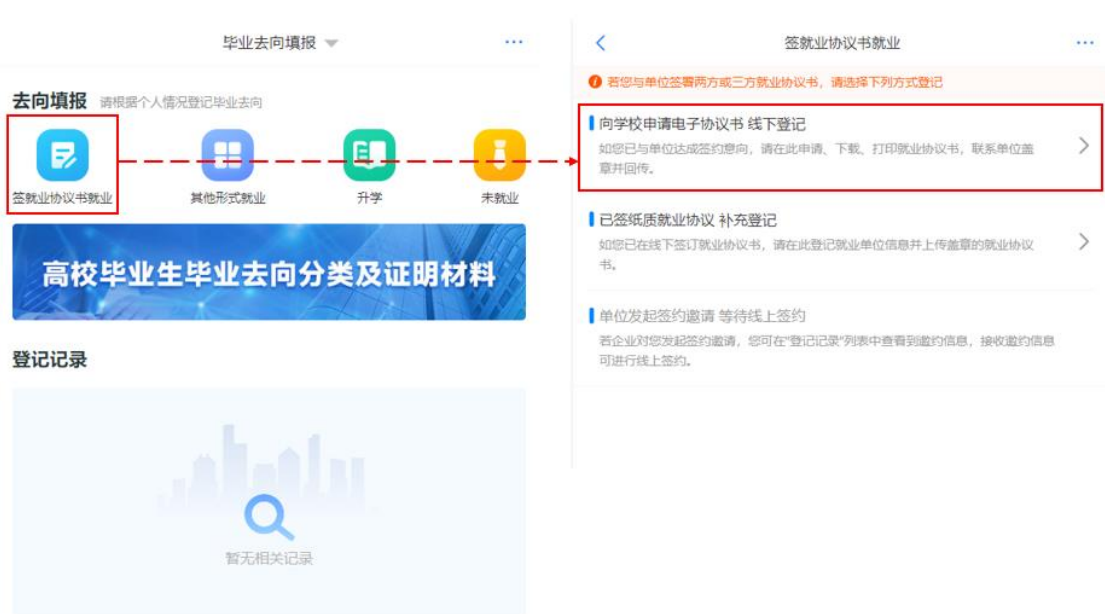 毕业去向填报
去向填报 请根据个人情况登记毕业去向
签就业协议书就业
其他形式就业
升学
未就业
高校毕业生毕业去向分类及证明材料
登记记录
暂无相关记录
签就业协议书就业
若您与单位签署两方或三方就业协议书，请选择下列方式登记
向学校申请电子协议书 线下登记
如您已与单位达成签约意向，请在此申请、下载、打印就业协议书，联系单位盖
章并回传。
已签纸质就业协议 补充登记
如您已在线下签订就业协议书，请在此登记就业单位信息并上传盖章的就业协议
书。
单位发起签约邀请 等待线上签约
若企业对您发起签约邀请，您可在"登记记录"列表中查看到邀约信息，接收邀约信息
可进行线上签约。